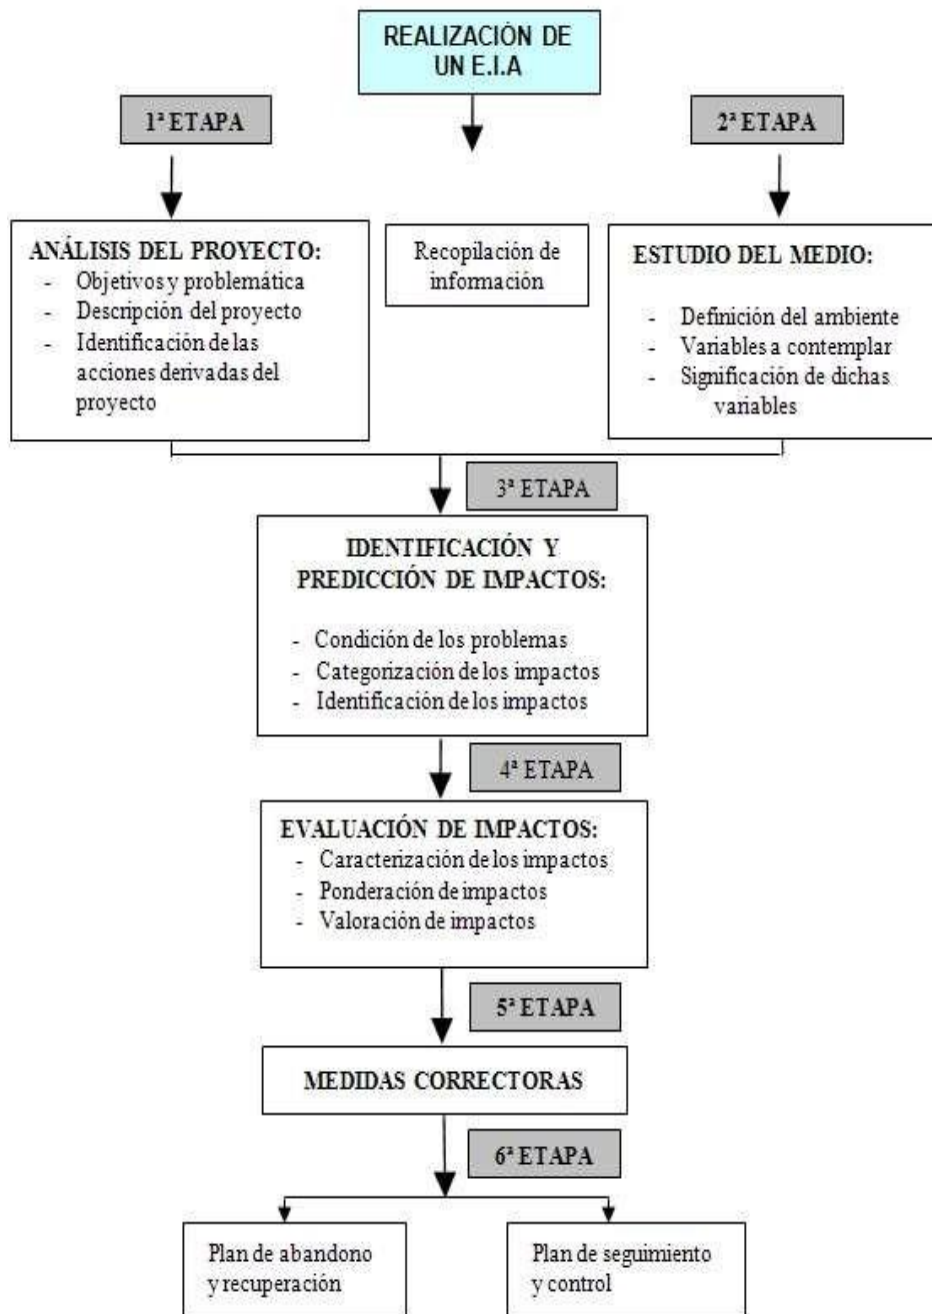 REALIZACIÓN DE
UN E.I.A
1ª ETAPA
2ª ETAPA
ANÁLISIS DEL PROYECTO:
- Objetivos y problemática
- Descripción del proyecto
- Identificación de las
acciones derivadas del
proyecto
Recopilación de
información
ESTUDIO DEL MEDIO:
- Definición del ambiente
- Variables a contemplar
- Significación de dichas
variables
3ª ETAPA
IDENTIFICACIÓN Y
PREDICCIÓN DE IMPACTOS:
- Condición de los problemas
- Categorización de los impactos
- Identificación de los impactos
4ª ETAPA
EVALUACIÓN DE IMPACTOS:
- Caracterización de los impactos
- Ponderación de impactos
- Valoración de impactos
5ª ETAPA
MEDIDAS CORRECTORAS
6ª ETAPA
Plan de abandono
y recuperación
Plan de seguimiento
y control